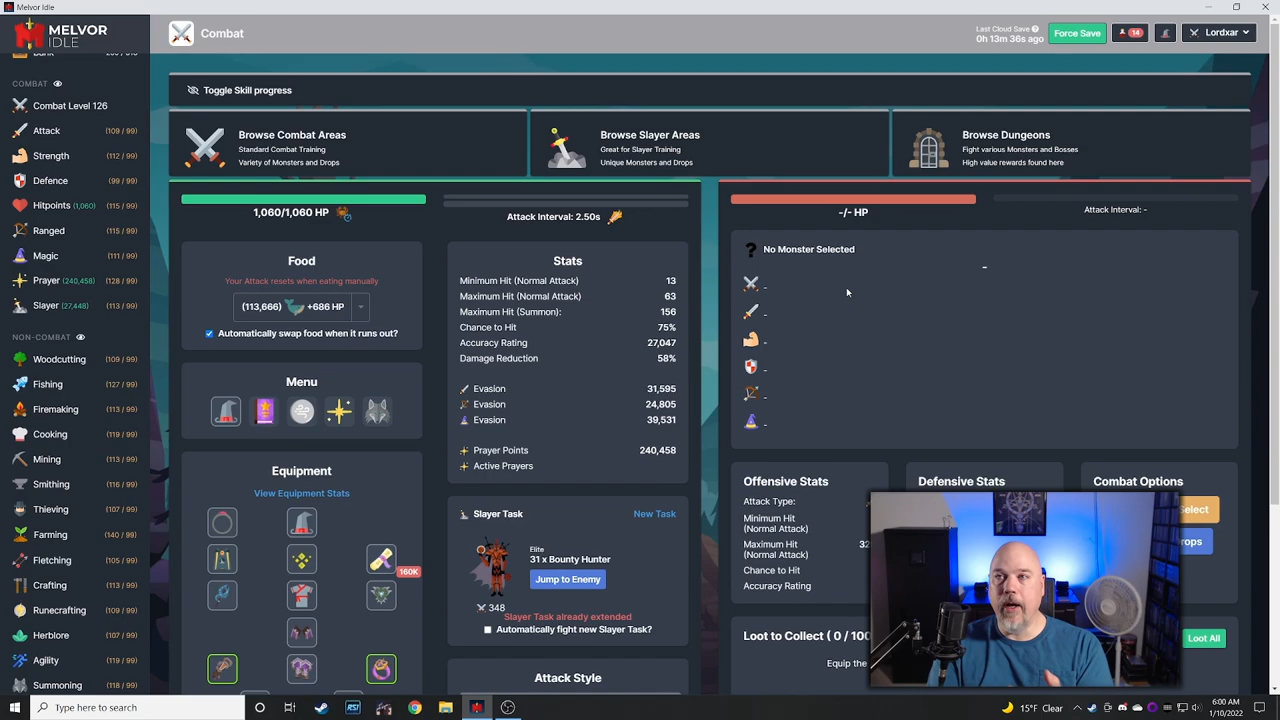 Melvor Idle
MELVOR
IDLE
Combat
Last Cloud Save
0h 13m 36s ago
Force Save
14
Lordxar
COMBAT
Combat Level 126
Attack (109 / 99)
Strength (112 / 99)
Defence (99 / 99)
Hitpoints (1,060) (115 / 99)
Ranged (115 / 99)
Magic (111 / 99)
Prayer (240,458) (128 / 99)
Slayer (27,448) (113 / 99)
NON-COMBAT
Woodcutting (109 / 99)
Fishing (127 / 99)
Firemaking (113 / 99)
Cooking (119 / 99)
Mining (113 / 99)
Smithing (116 / 99)
Thieving (107 / 99)
Farming (140 / 99)
Fletching (105 / 99)
Crafting (113 / 99)
Runecrafting (109 / 99)
Herblore (119 / 99)
Agility (119 / 99)
Summoning (118 / 99)
Toggle Skill progress
Browse Combat Areas
Standard Combat Training
Variety of Monsters and Drops
Browse Slayer Areas
Great for Slayer Training
Unique Monsters and Drops
Browse Dungeons
Fight various Monsters and Bosses
High value rewards found here
1,060/1,060 HP
Attack Interval: 2.50s
Food
Your Attack resets when eating manually
(113,666) +686 HP
Automatically swap food when it runs out?
Menu
Equipment
View Equipment Stats
160K
Stats
Minimum Hit (Normal Attack) 13
Maximum Hit (Normal Attack) 63
Maximum Hit (Summon): 156
Chance to Hit 75%
Accuracy Rating 27,047
Damage Reduction 58%
Evasion 31,595
Evasion 24,805
Evasion 39,531
Prayer Points 240,458
Active Prayers
Slayer Task New Task
Elite
31 x Bounty Hunter
Jump to Enemy
348
Slayer Task already extended
Automatically fight new Slayer Task?
Attack Style
-/- HP
Attack Interval: -
No Monster Selected
-
-
-
-
-
-
-
Offensive Stats
Attack Type:
Minimum Hit
(Normal Attack)
Maximum Hit 32
(Normal Attack)
Chance to Hit
Accuracy Rating
Defensive Stats
Combat Options
Select
Drops
Loot to Collect ( 0 / 100
Loot All
Equip the
Type here to search
15°F Clear
6:00 AM
1/10/2022